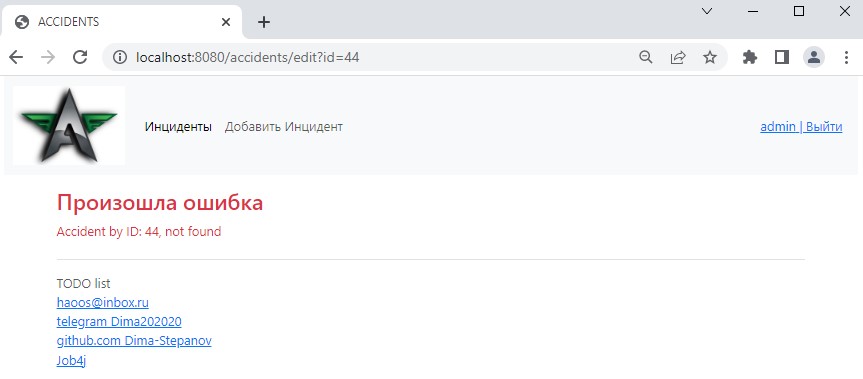 ACCIDENTS
localhost:8080/accidents/edit?id=44
Инциденты Добавить Инцидент admin | Выйти
Произошла ошибка
Accident by ID: 44, not found
TODO list
haoos@inbox.ru
telegram Dima202020
github.com Dima-Stepanov
Job4j